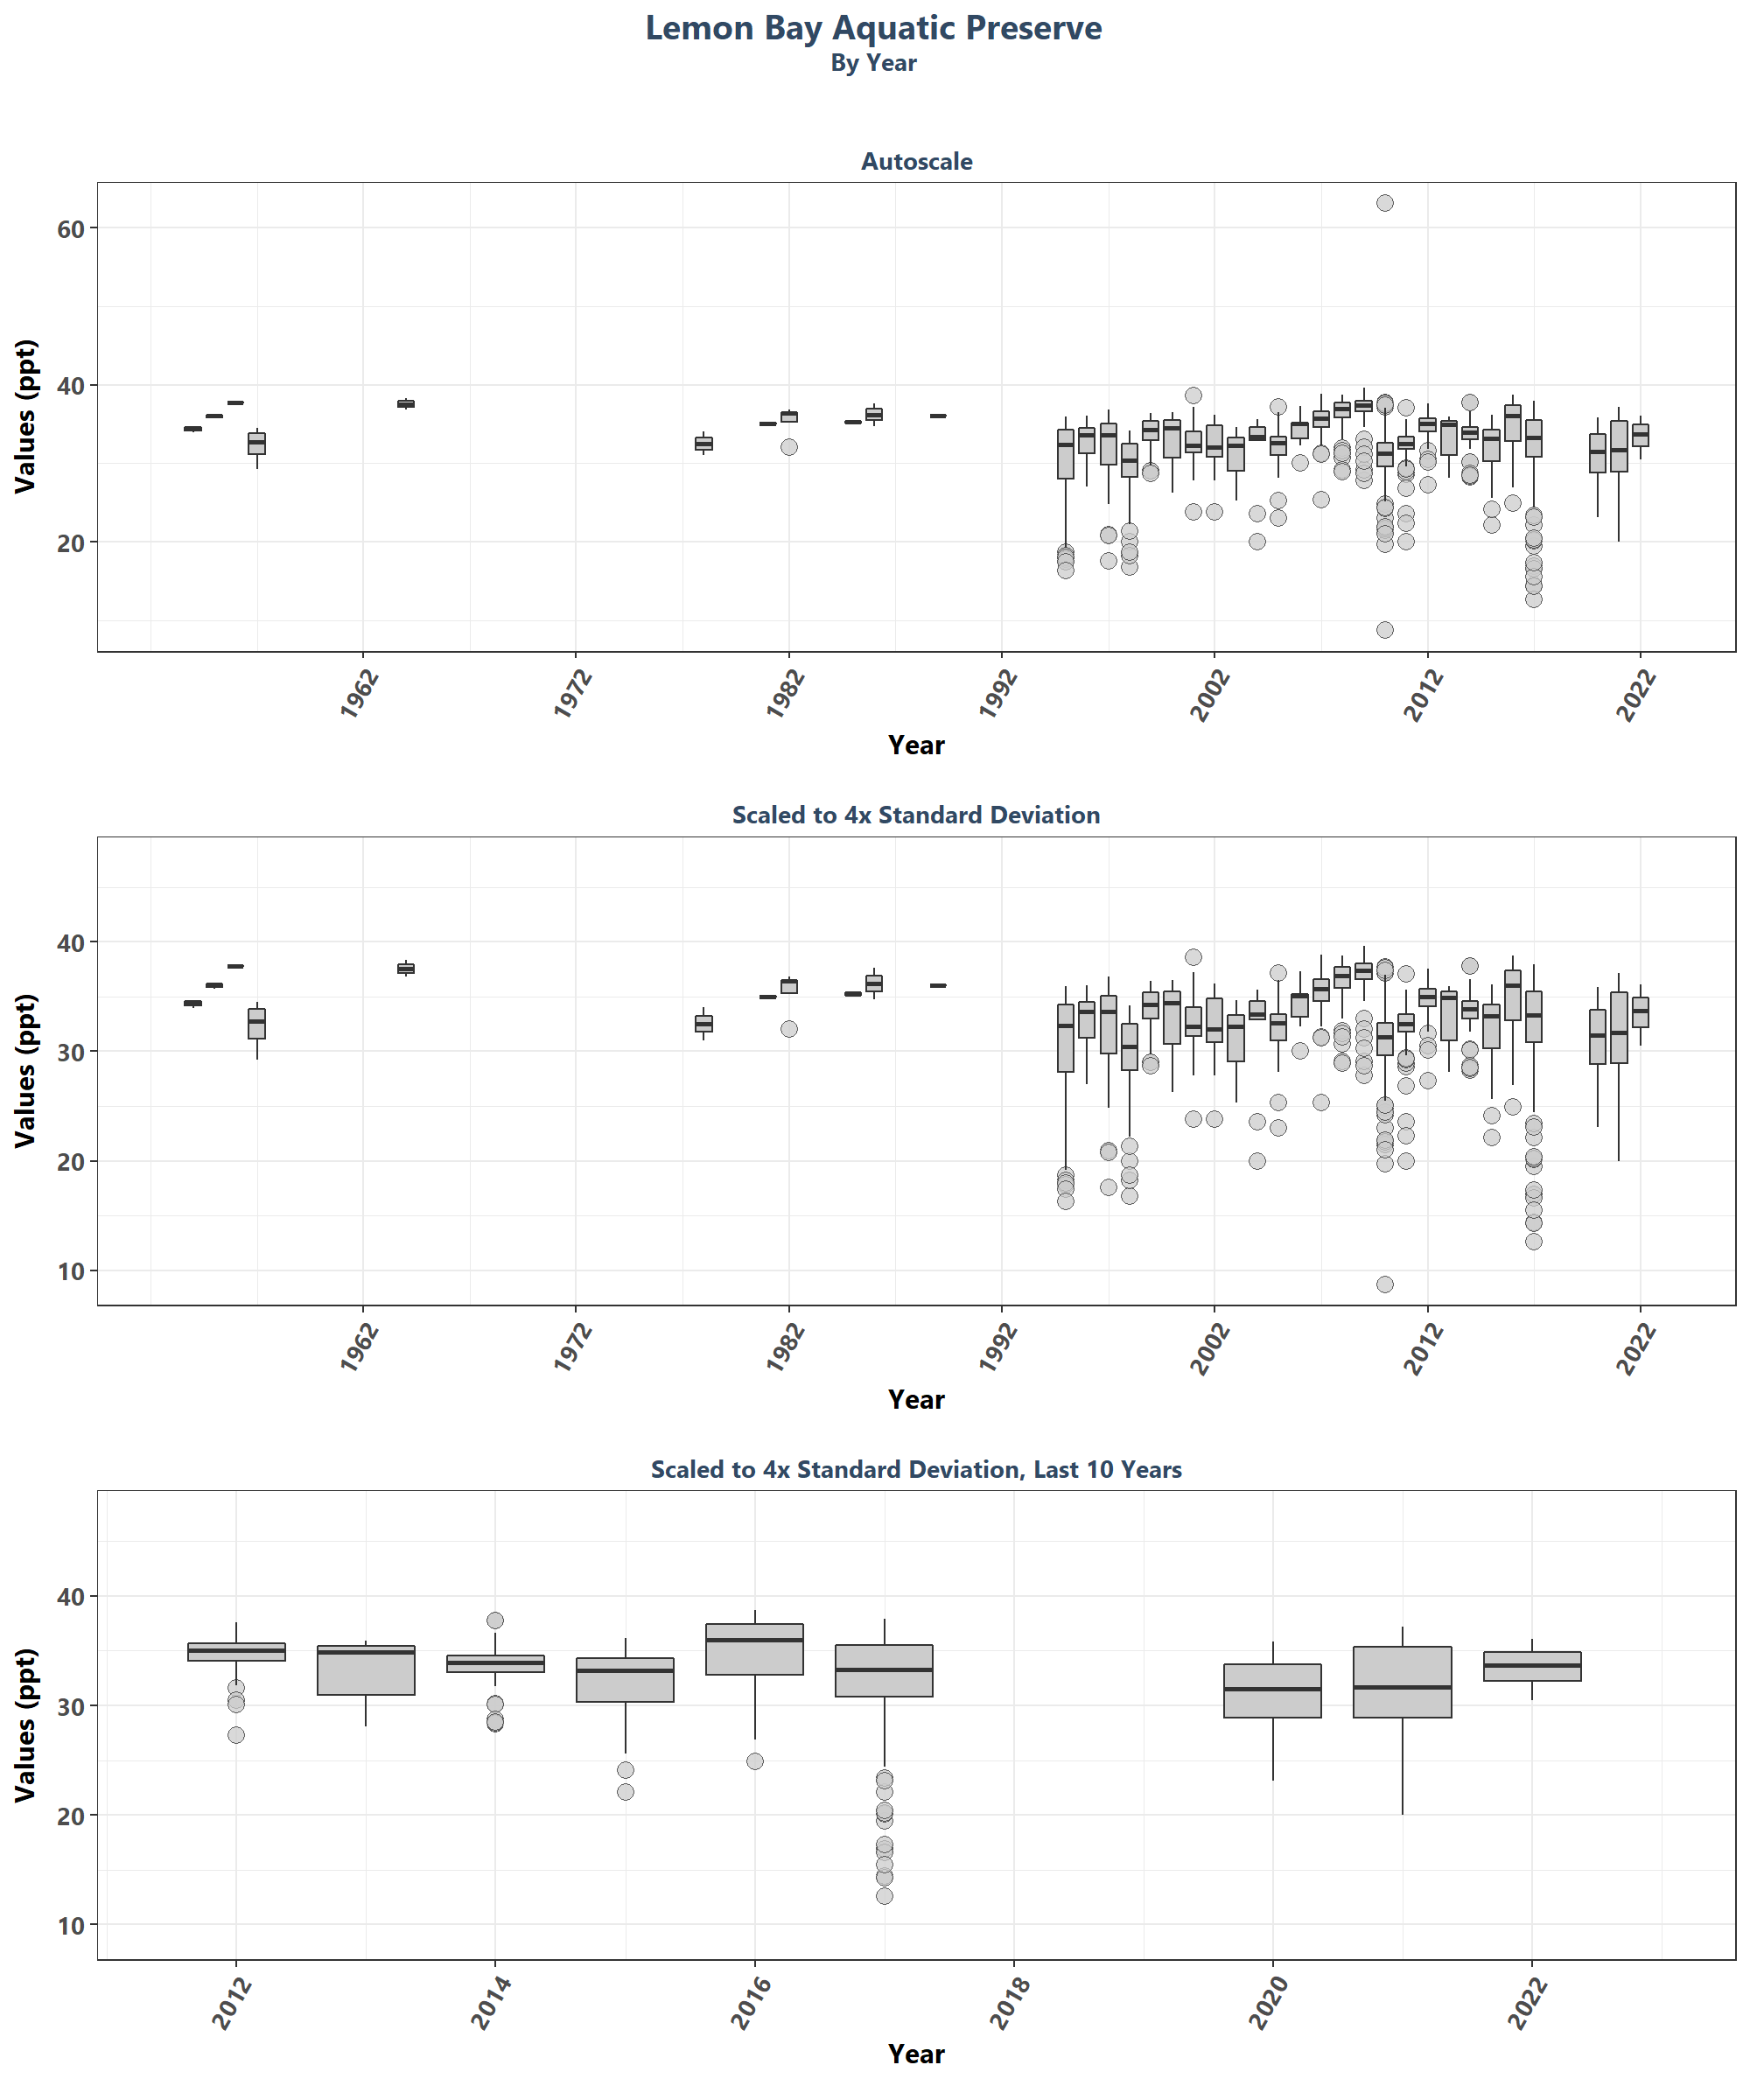 Lemon Bay Aquatic Preserve
By Year
Autoscale
Values (ppt)
60
40
20
1962 1972 1982 1992 2002 2012 2022
Year
Scaled to 4x Standard Deviation
Values (ppt)
40
30
20
10
1962 1972 1982 1992 2002 2012 2022
Year
Scaled to 4x Standard Deviation, Last 10 Years
Values (ppt)
40
30
20
10
2012 2014 2016 2018 2020 2022
Year